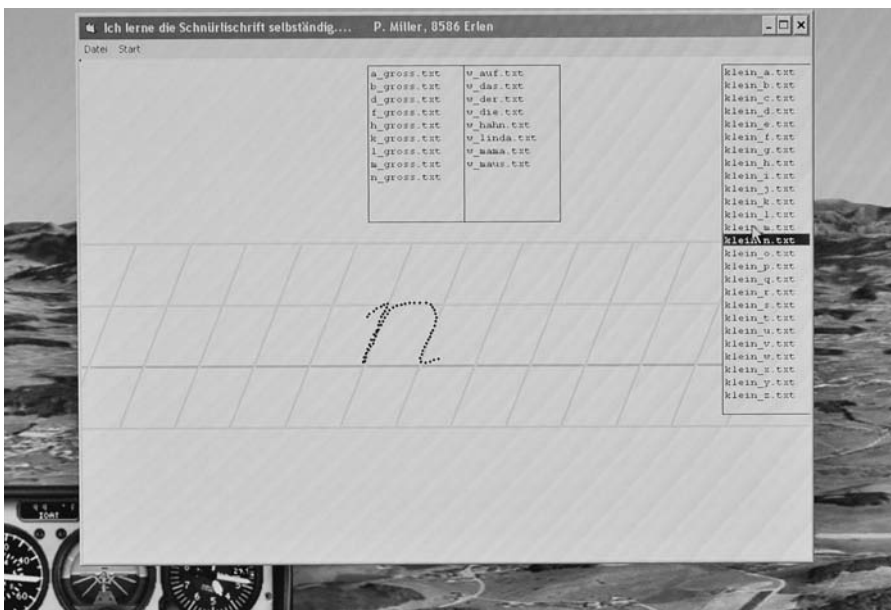 Ich lerne die Schnürlischrift selbständig.... P. Miller, 8586 Erlen
Datei Start
a_gross.txt
b_gross.txt
d_gross.txt
f_gross.txt
h_gross.txt
k_gross.txt
l_gross.txt
m_gross.txt
n_gross.txt
w_auf.txt
w_das.txt
w_der.txt
w_die.txt
w_hahn.txt
w_linda.txt
w_mama.txt
w_maus.txt
klein_a.txt
klein_b.txt
klein_c.txt
klein_d.txt
klein_e.txt
klein_f.txt
klein_g.txt
klein_h.txt
klein_i.txt
klein_j.txt
klein_k.txt
klein_l.txt
klein_m.txt
klein_n.txt
klein_o.txt
klein_p.txt
klein_q.txt
klein_r.txt
klein_s.txt
klein_t.txt
klein_u.txt
klein_v.txt
klein_w.txt
klein_x.txt
klein_y.txt
klein_z.txt
n